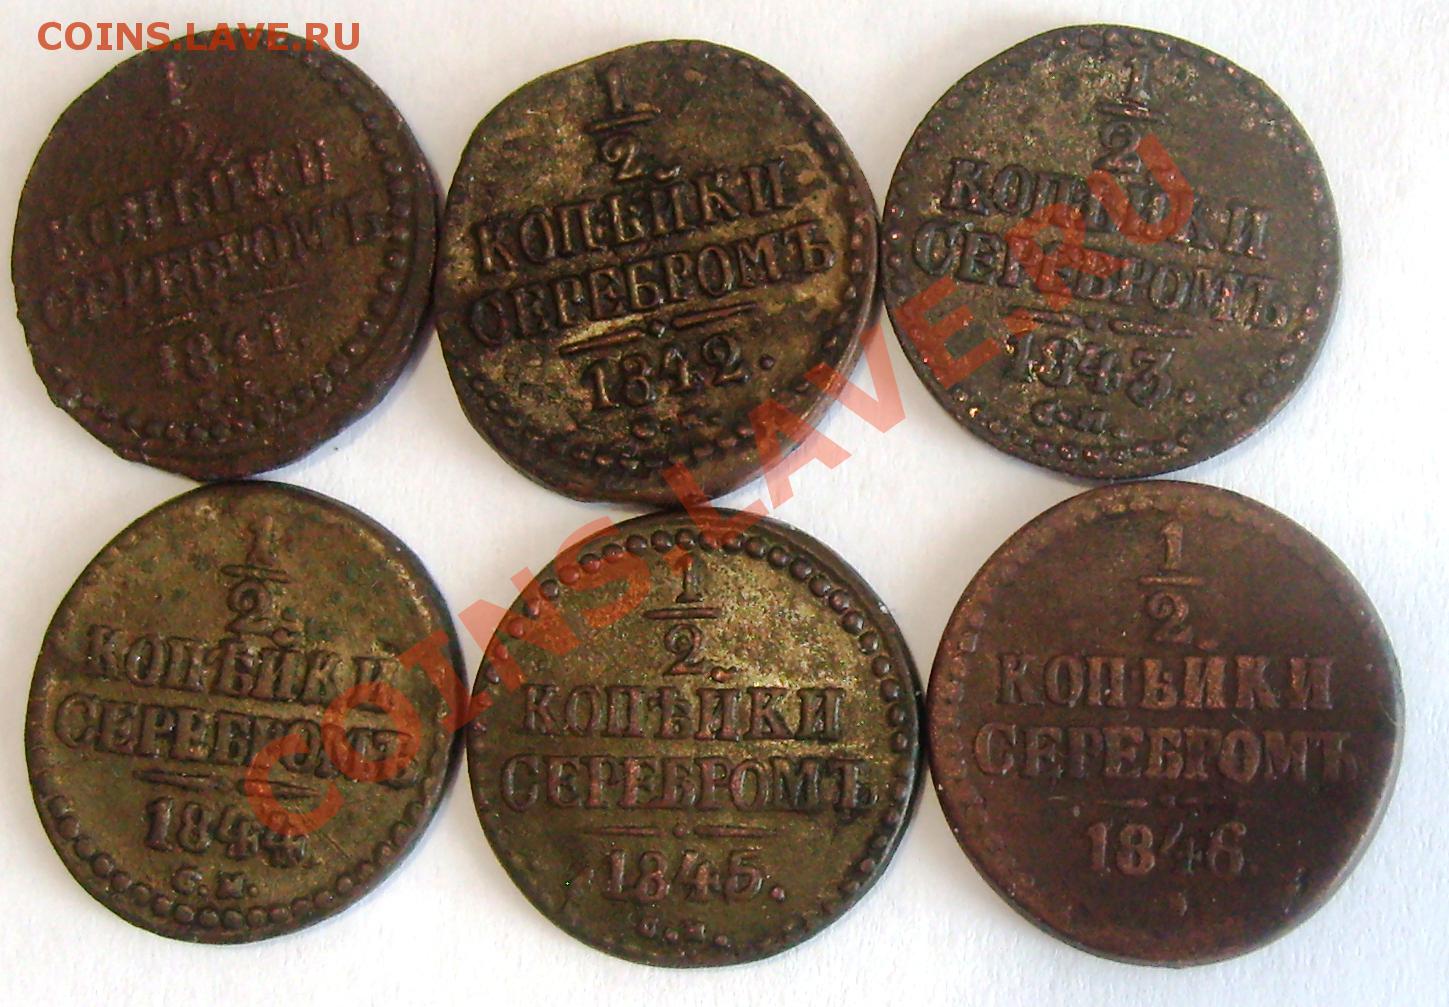 COINS.LAVE.RU
1
2
КОПѢЙКИ
СЕРЕБРОМЪ
1841.
1
2.
КОПѢЙКИ
СЕРЕБРОМЪ
1842.
1
2
КОПѢЙКИ
СЕРЕБРОМЪ
1843.
С.М.
1
2.
КОПѢЙКИ
СЕРЕБРОМЪ
1844.
С.М.
1
2.
КОПѢЙКИ
СЕРЕБРОМЪ
1845.
С.М.
1
2.
КОПѢЙКИ
СЕРЕБРОМЪ
1846.
COINS.LAVE.RU